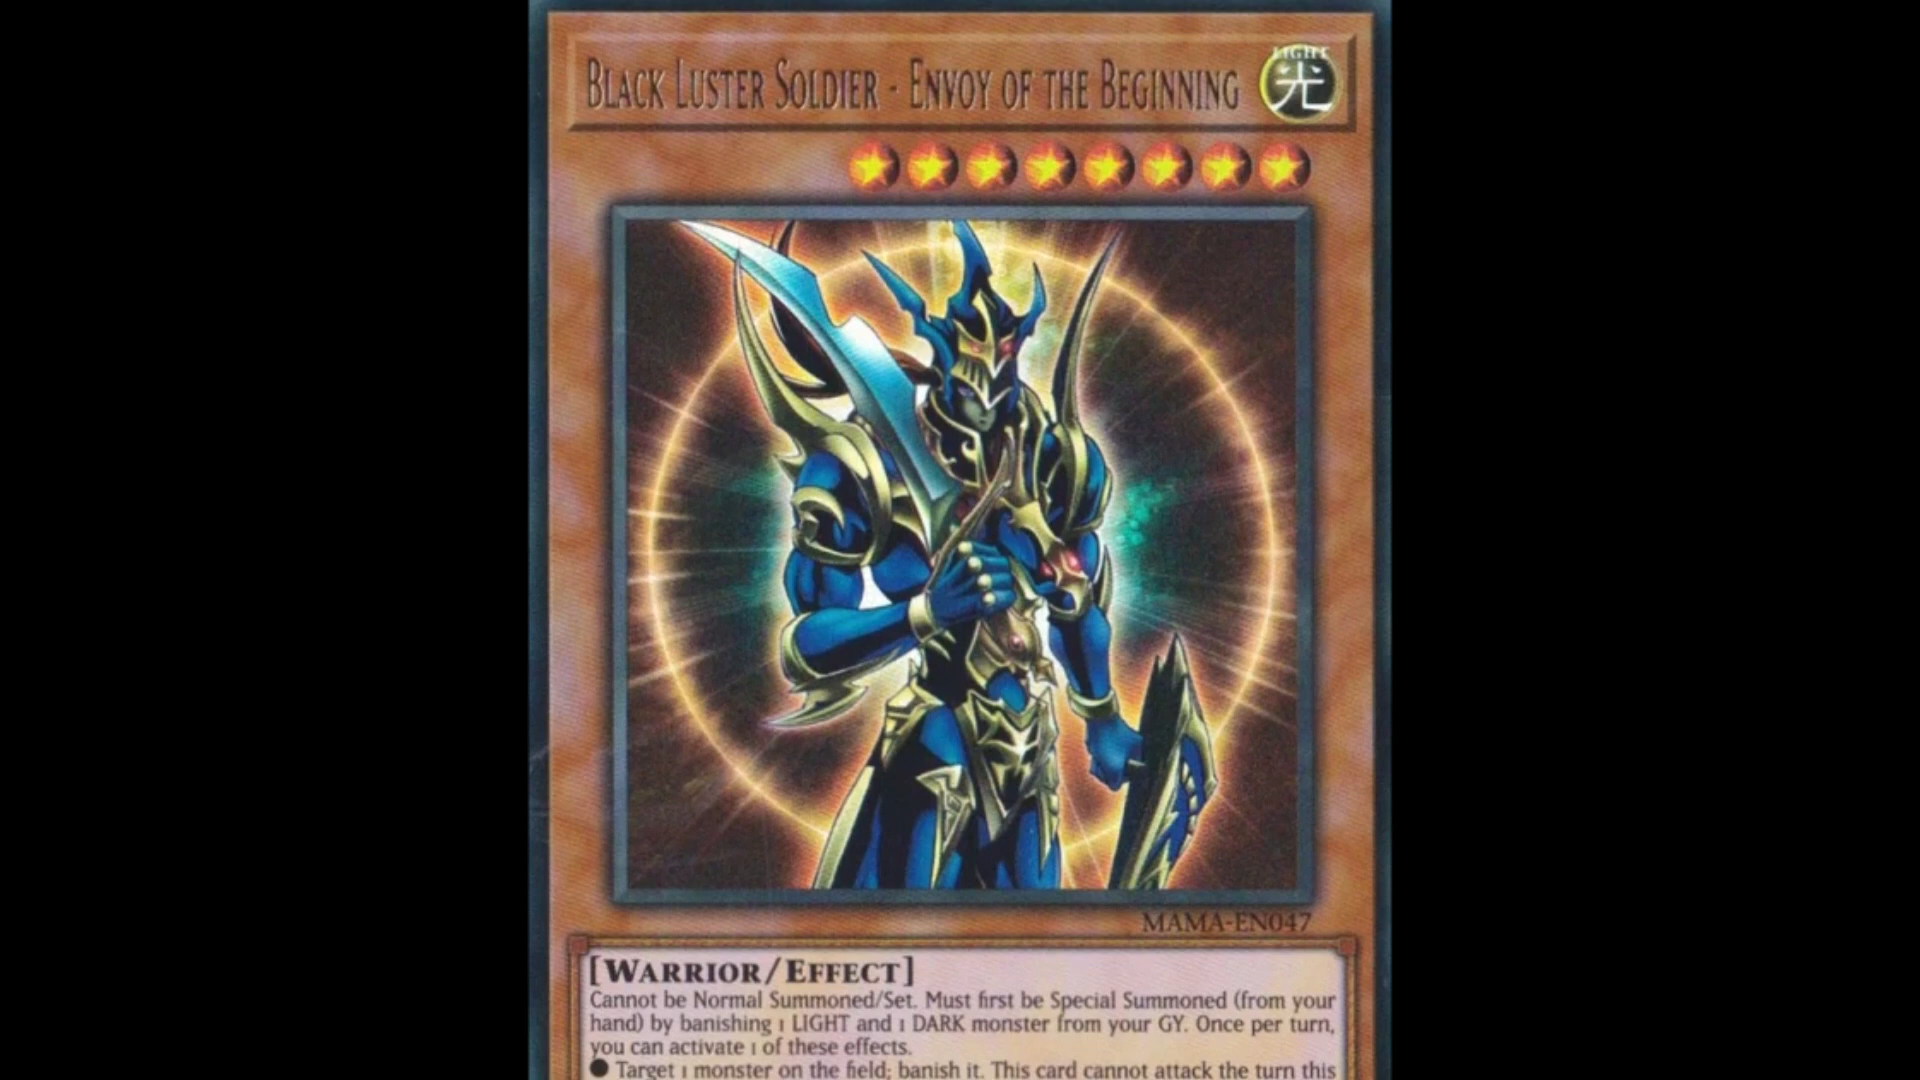 Black Luster Soldier - Envoy of the Beginning
LIGHT
光
MAMA-EN047
[Warrior/Effect]
Cannot be Normal Summoned/Set. Must first be Special Summoned (from your
hand) by banishing 1 LIGHT and 1 DARK monster from your GY. Once per turn,
you can activate 1 of these effects.
● Target 1 monster on the field; banish it. This card cannot attack the turn this